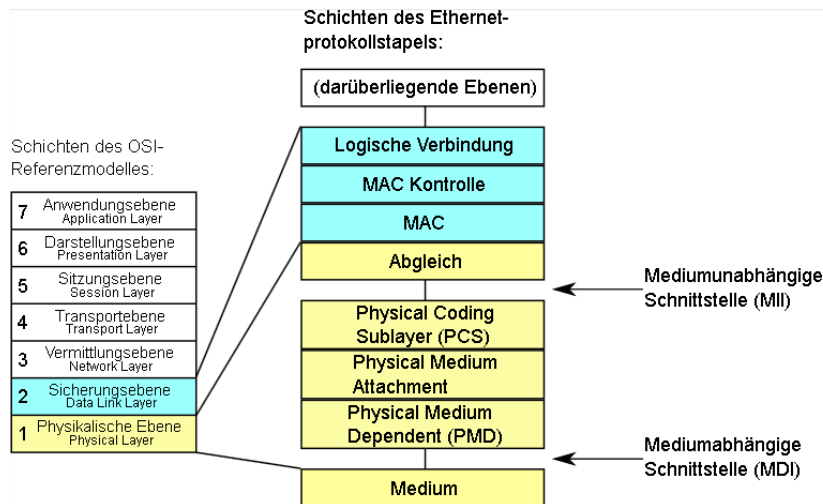 Schichten des Ethernet-
protokollstapels:
(darüberliegende Ebenen)
Logische Verbindung
MAC Kontrolle
MAC
Abgleich
Physical Coding
Sublayer (PCS)
Physical Medium
Attachment
Physical Medium
Dependent (PMD)
Medium
Schichten des OSI-
Referenzmodelles:
7 Anwendungsebene
Application Layer
6 Darstellungsebene
Presentation Layer
5 Sitzungsebene
Session Layer
4 Transportebene
Transport Layer
3 Vermittlungsebene
Network Layer
2 Sicherungsebene
Data Link Layer
1 Physikalische Ebene
Physical Layer
Mediumunabhängige
Schnittstelle (MII)
Mediumabhängige
Schnittstelle (MDI)